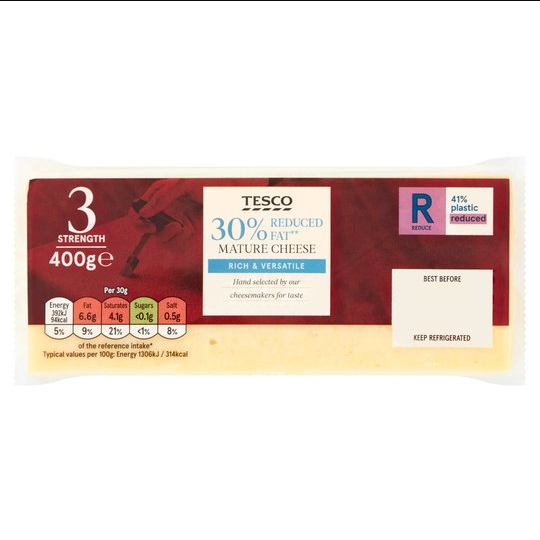 3
STRENGTH
400g℮
Per 30g
Energy
392kJ
94kcal
5%
Fat
6.6g
9%
Saturates
4.1g
21%
Sugars
<0.1g
<1%
Salt
0.5g
8%
of the reference intake*
Typical values per 100g: Energy 1306kJ / 314kcal
TESCO
30% REDUCED
FAT**
MATURE CHEESE
RICH & VERSATILE
Hand selected by our
cheesemakers for taste
R
REDUCE
41%
plastic
reduced
BEST BEFORE
KEEP REFRIGERATED